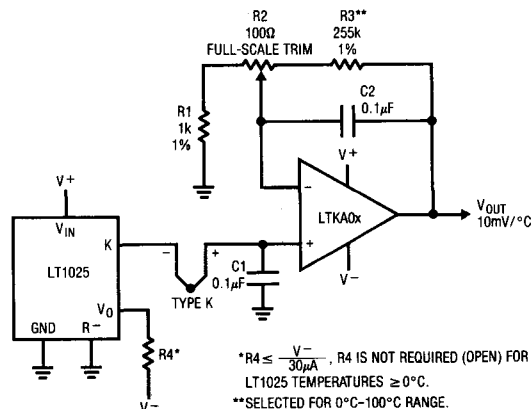 R2
100Ω
FULL-SCALE TRIM
R3**
255k
1%
R1
1k
1%
C2
0.1µF
V+
V+
VIN
K
LT1025
VO
GND
R−
R4*
V−
−
+
TYPE K
C1
0.1µF
−
+
LTKA0x
V−
VOUT
10mV/°C
*R4 ≤ V−/30µA, R4 IS NOT REQUIRED (OPEN) FOR
LT1025 TEMPERATURES ≥ 0°C.
**SELECTED FOR 0°C–100°C RANGE.